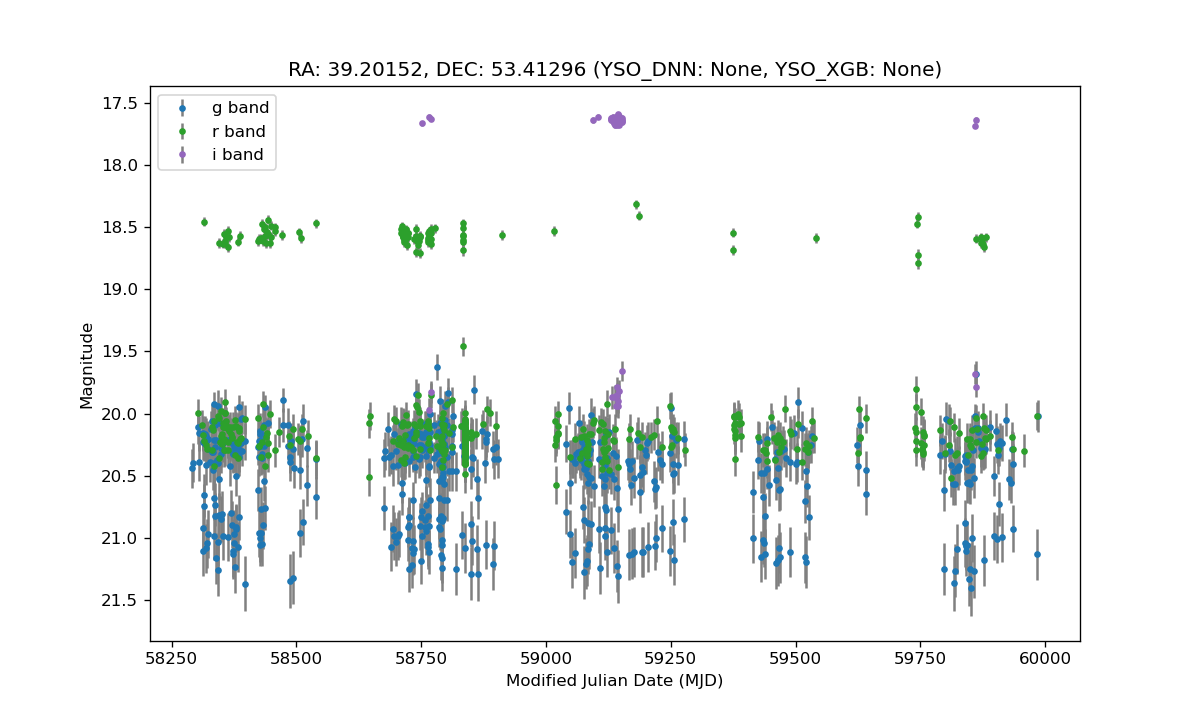 RA: 39.20152, DEC: 53.41296 (YSO_DNN: None, YSO_XGB: None)
g band
r band
i band
17.5
18.0
18.5
19.0
19.5
20.0
20.5
21.0
21.5
Magnitude
58250 58500 58750 59000 59250 59500 59750 60000
Modified Julian Date (MJD)